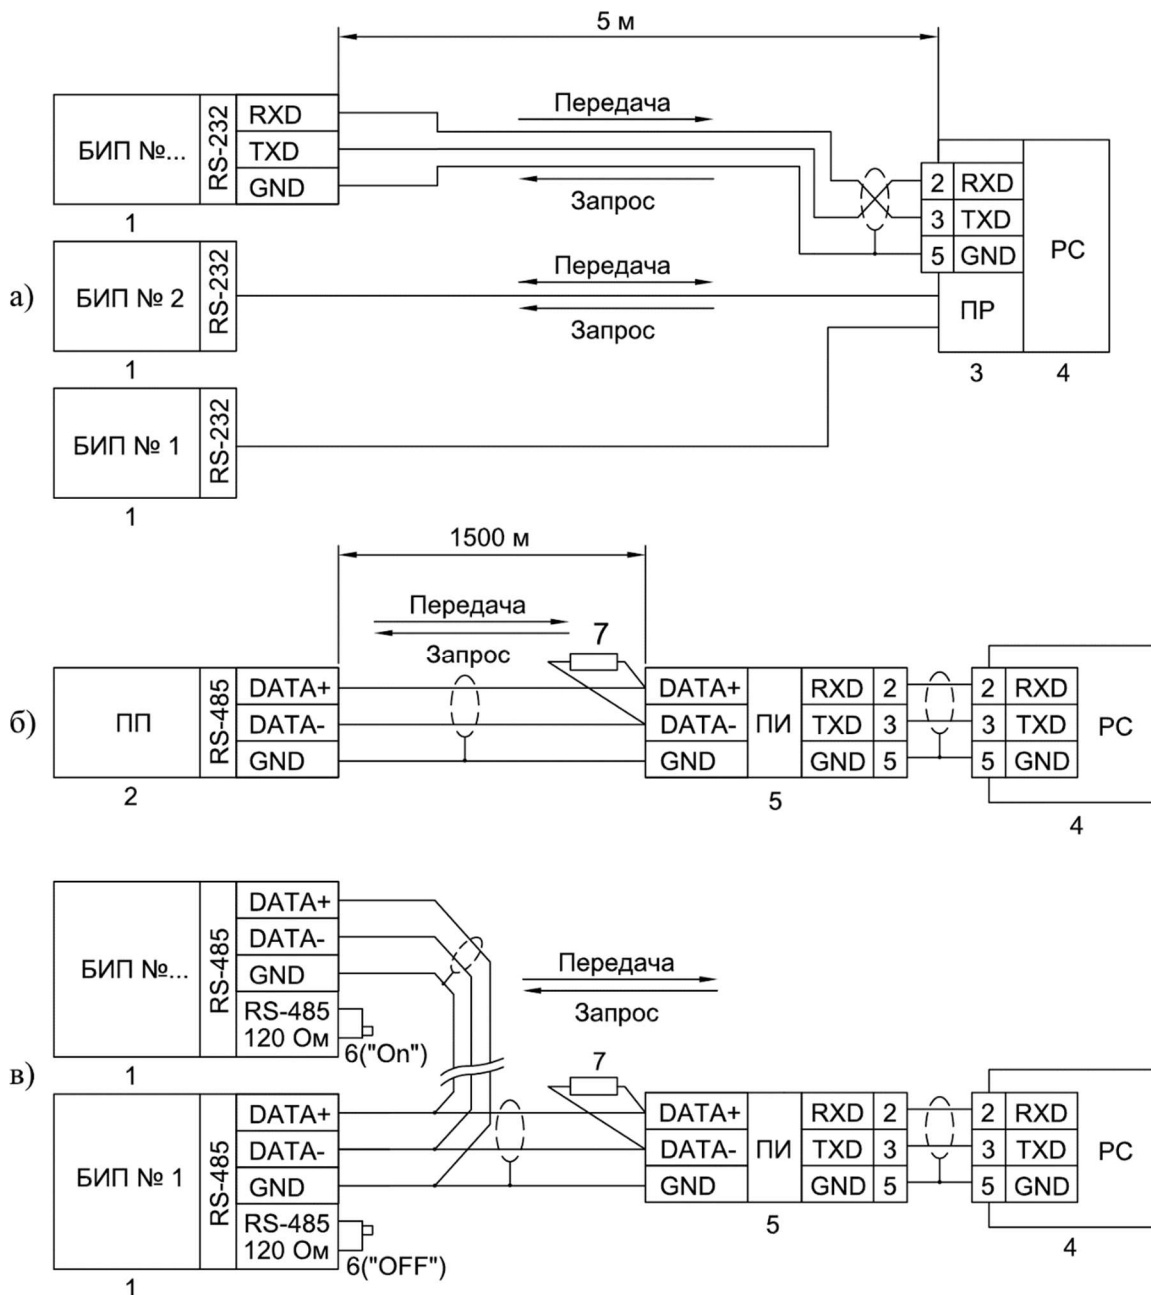 5 м
БИП №...
RS-232
RXD
TXD
GND
Передача
Запрос
2 RXD
3 TXD
5 GND
PC
ПР
1
а)
БИП № 2
RS-232
Передача
Запрос
1
3
4
БИП № 1
RS-232
1
1500 м
Передача
Запрос
7
б)
ПП
RS-485
DATA+
DATA-
GND
DATA+
DATA-
GND
ПИ
RXD 2
TXD 3
GND 5
2 RXD
3 TXD
5 GND
PC
2
5
4
БИП №...
RS-485
DATA+
DATA-
GND
RS-485
120 Ом
6("On")
Передача
Запрос
1
в)
7
БИП № 1
RS-485
DATA+
DATA-
GND
RS-485
120 Ом
6("OFF")
DATA+
DATA-
GND
ПИ
RXD 2
TXD 3
GND 5
2 RXD
3 TXD
5 GND
PC
5
4
1